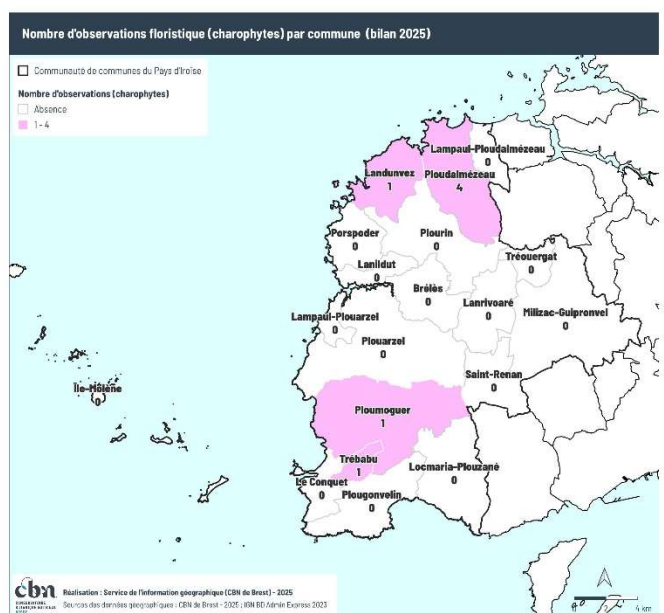 Nombre d'observations floristique (charophytes) par commune (bilan 2025)
Communauté de communes du Pays d'Iroise
Nombre d'observations (charophytes)
Absence
1 - 4
Lampaul-Ploudalmézeau
0
Landunvez
1
Ploudalmézeau
4
Porspoder
0
Plourin
0
Lanildut
0
Tréouergat
0
Brélès
0
Lanrivoaré
0
Milizac-Guipronvel
0
Lampaul-Plouarzel
0
Plouarzel
0
Saint-Renan
0
Île-Molène
0
Ploumoguer
1
Trébabu
1
Locmaria-Plouzané
0
Le Conquet
0
Plougonvelin
0
cbn
Réalisation : Service de l'information géographique (CBN de Brest) - 2025
Sources des données géographiques : CBN de Brest - 2025 ; IGN BD Admin Express 2023
2 4 km